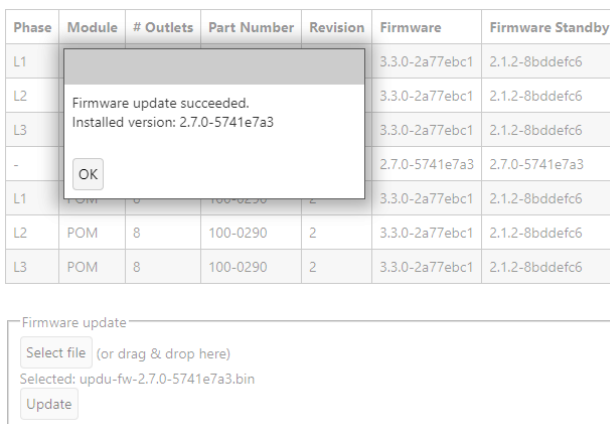 Phase Module # Outlets Part Number Revision Firmware Firmware Standby
L1 3.3.0-2a77ebc1 2.1.2-8bddefc6
L2 3.3.0-2a77ebc1 2.1.2-8bddefc6
L3 3.3.0-2a77ebc1 2.1.2-8bddefc6
- 2.7.0-5741e7a3 2.7.0-5741e7a3
L1 POM 8 100-0290 2 3.3.0-2a77ebc1 2.1.2-8bddefc6
L2 POM 8 100-0290 2 3.3.0-2a77ebc1 2.1.2-8bddefc6
L3 POM 8 100-0290 2 3.3.0-2a77ebc1 2.1.2-8bddefc6
Firmware update succeeded.
Installed version: 2.7.0-5741e7a3
OK
Firmware update
Select file (or drag & drop here)
Selected: updu-fw-2.7.0-5741e7a3.bin
Update